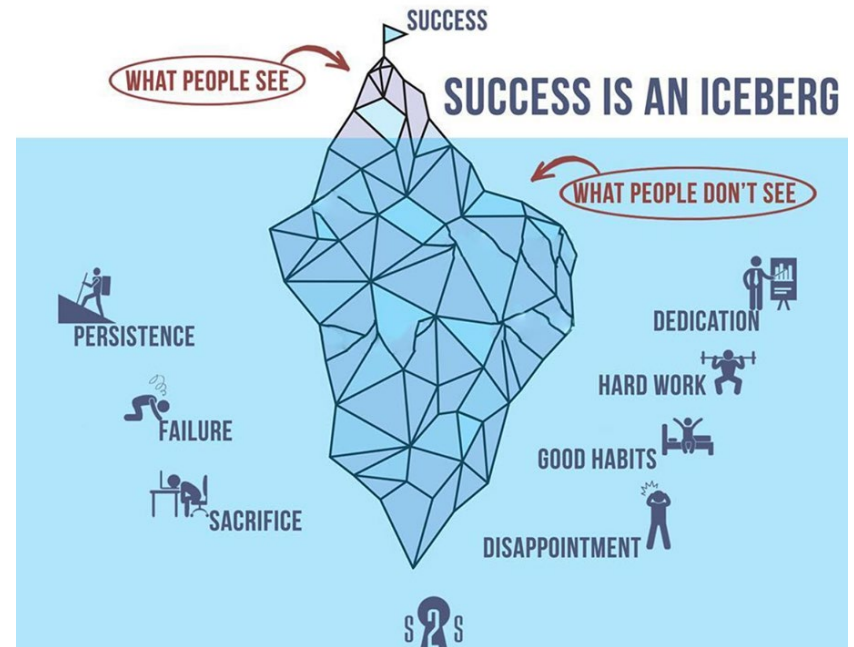 SUCCESS
WHAT PEOPLE SEE
SUCCESS IS AN ICEBERG
WHAT PEOPLE DON'T SEE
PERSISTENCE
FAILURE
SACRIFICE
DEDICATION
HARD WORK
GOOD HABITS
DISAPPOINTMENT
S 2 S